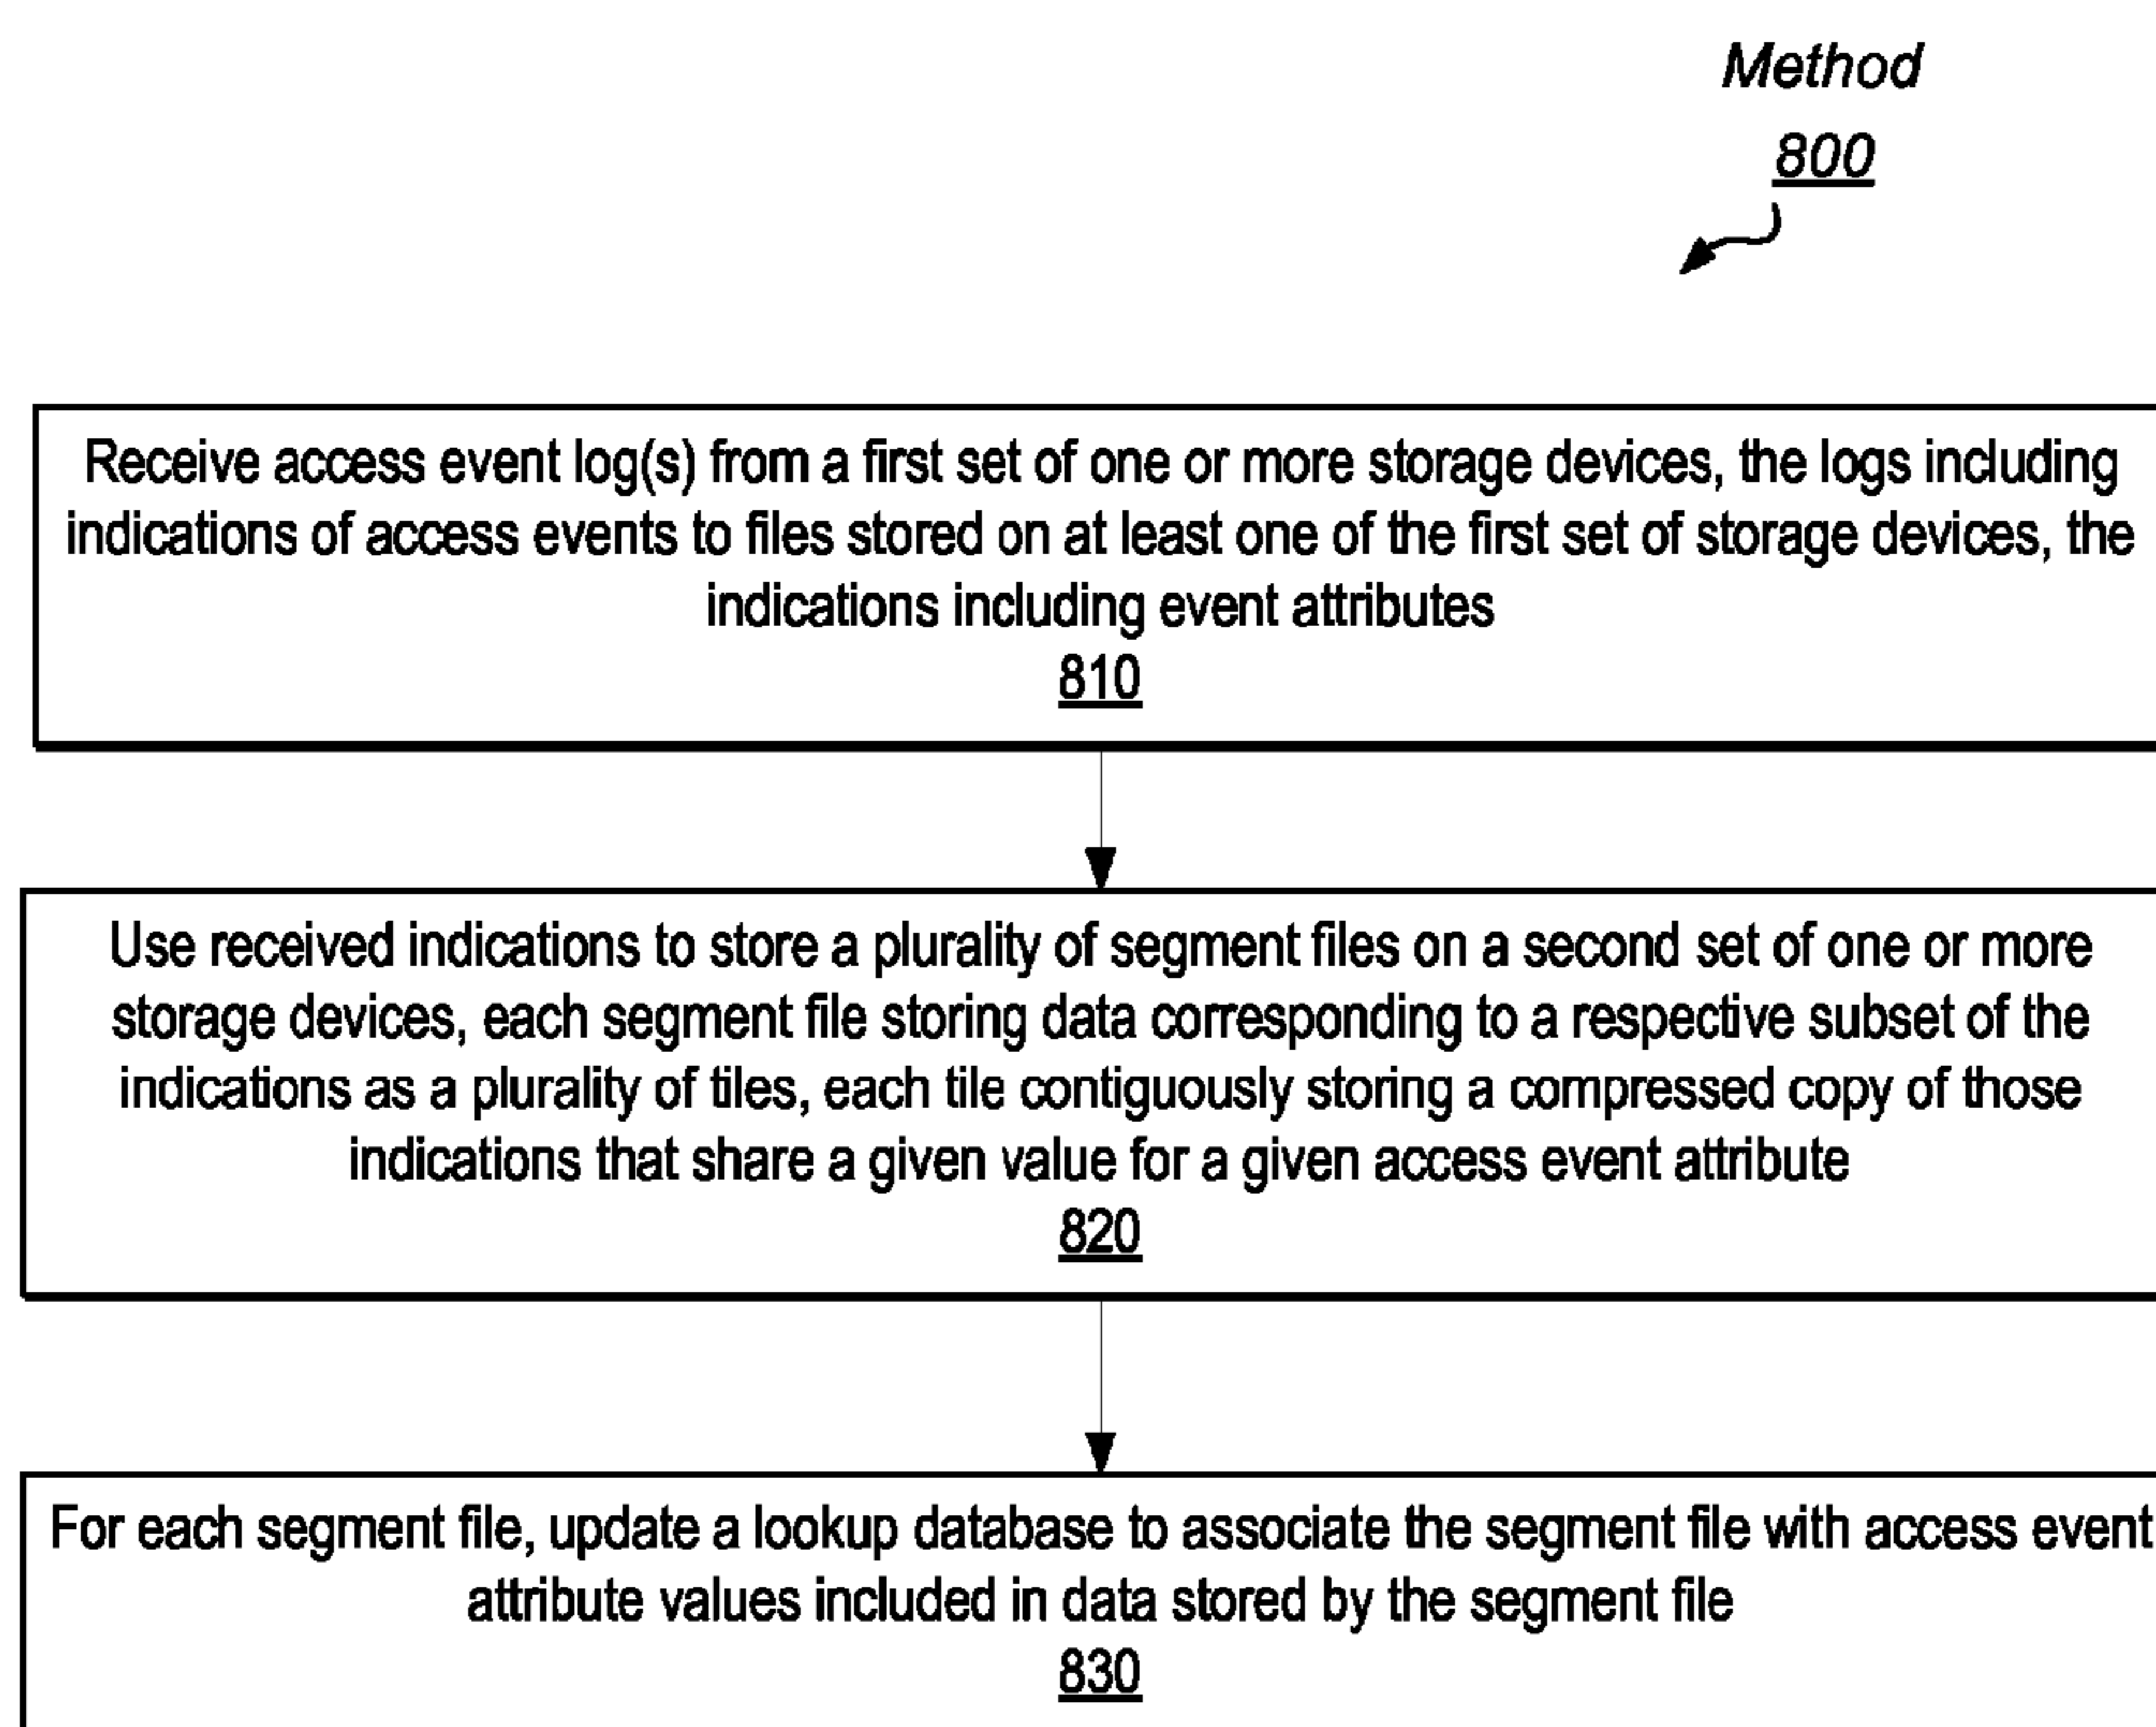 Method
800
Receive access event log(s) from a first set of one or more storage devices, the logs including
indications of access events to files stored on at least one of the first set of storage devices, the
indications including event attributes
810
Use received indications to store a plurality of segment files on a second set of one or more
storage devices, each segment file storing data corresponding to a respective subset of the
indications as a plurality of tiles, each tile contiguously storing a compressed copy of those
indications that share a given value for a given access event attribute
820
For each segment file, update a lookup database to associate the segment file with access event
attribute values included in data stored by the segment file
830